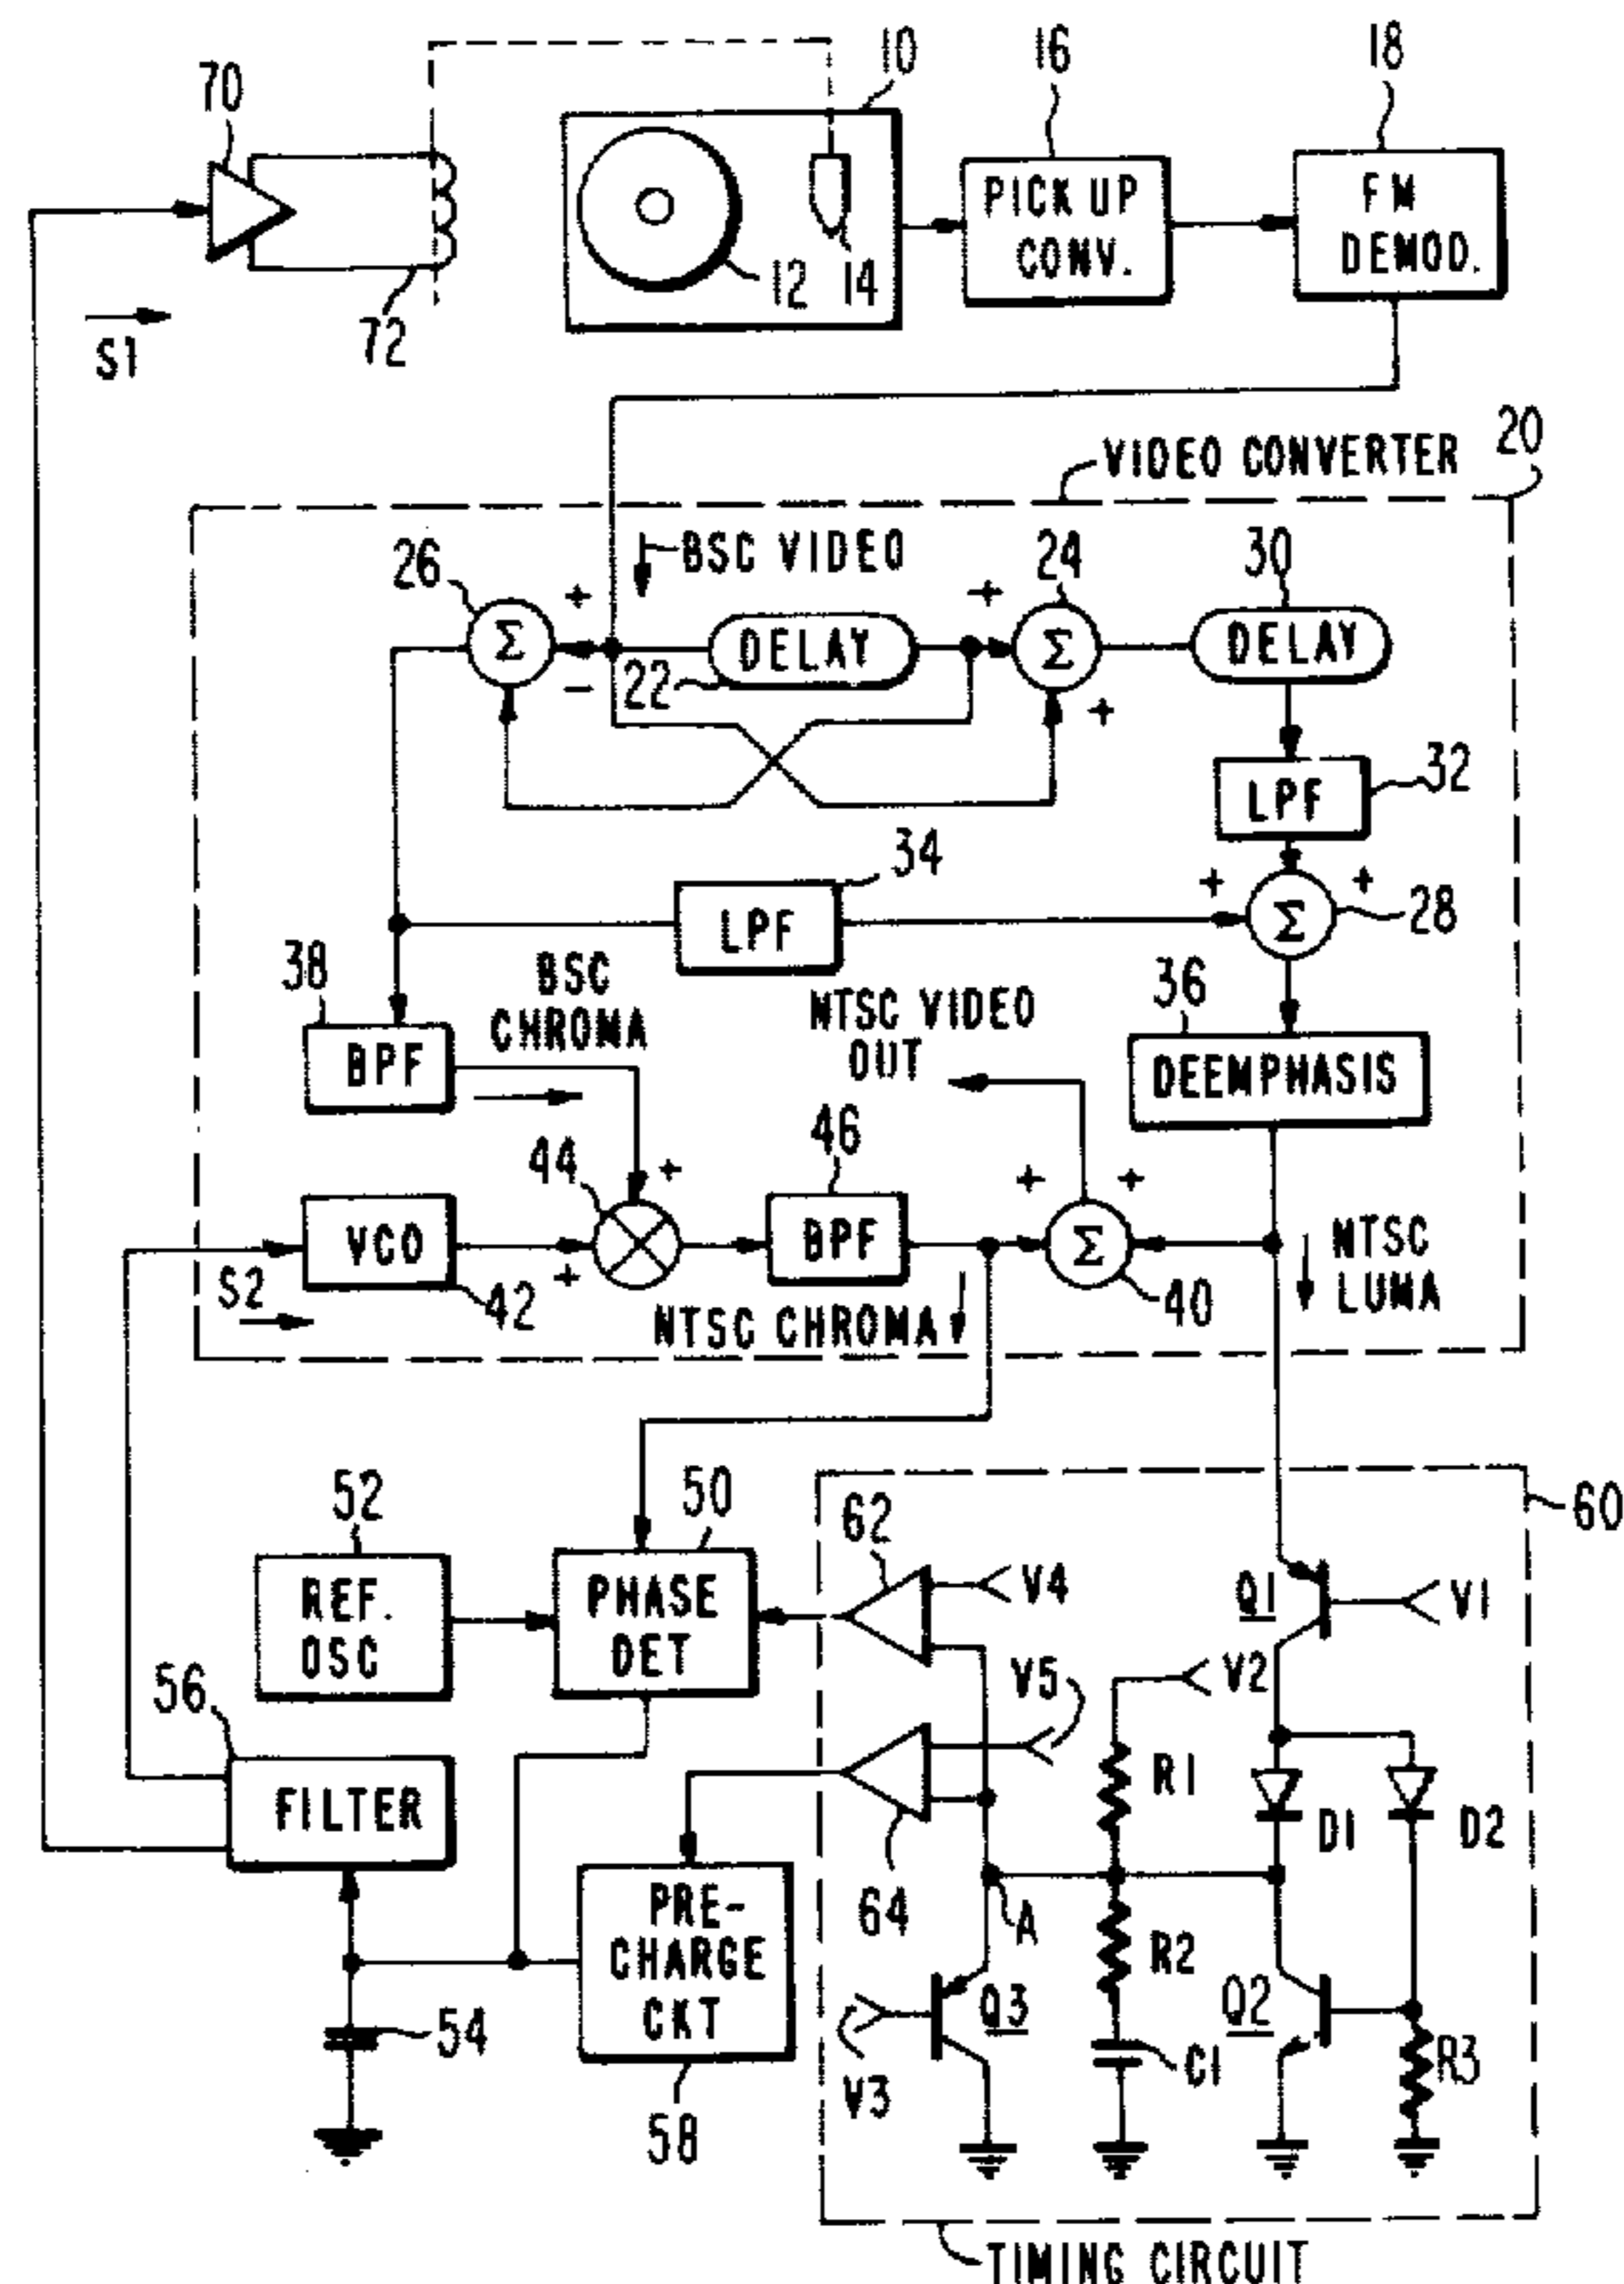 10
16
18
70
PICK UP
CONV.
FM
DEMOD.
12
14
72
S1
20
VIDEO CONVERTER
26
BSC VIDEO
24
30
+
+
Σ
DELAY
Σ
DELAY
-
22
+
32
LPF
34
+
+
LPF
Σ
28
38
BSC
CHROMA
NTSC VIDEO
OUT
36
BPF
DEEMPHASIS
46
44
+
+
+
VCO
BPF
Σ
NTSC
LUMA
S2
+
42
40
NTSC CHROMA
52
50
62
60
REF.
OSC
PHASE
DET
V4
Q1
V1
V5
V2
56
R1
FILTER
D1
D2
64
A
PRE-
CHARGE
CKT
R2
Q3
Q2
54
C1
R3
V3
58
TIMING CIRCUIT